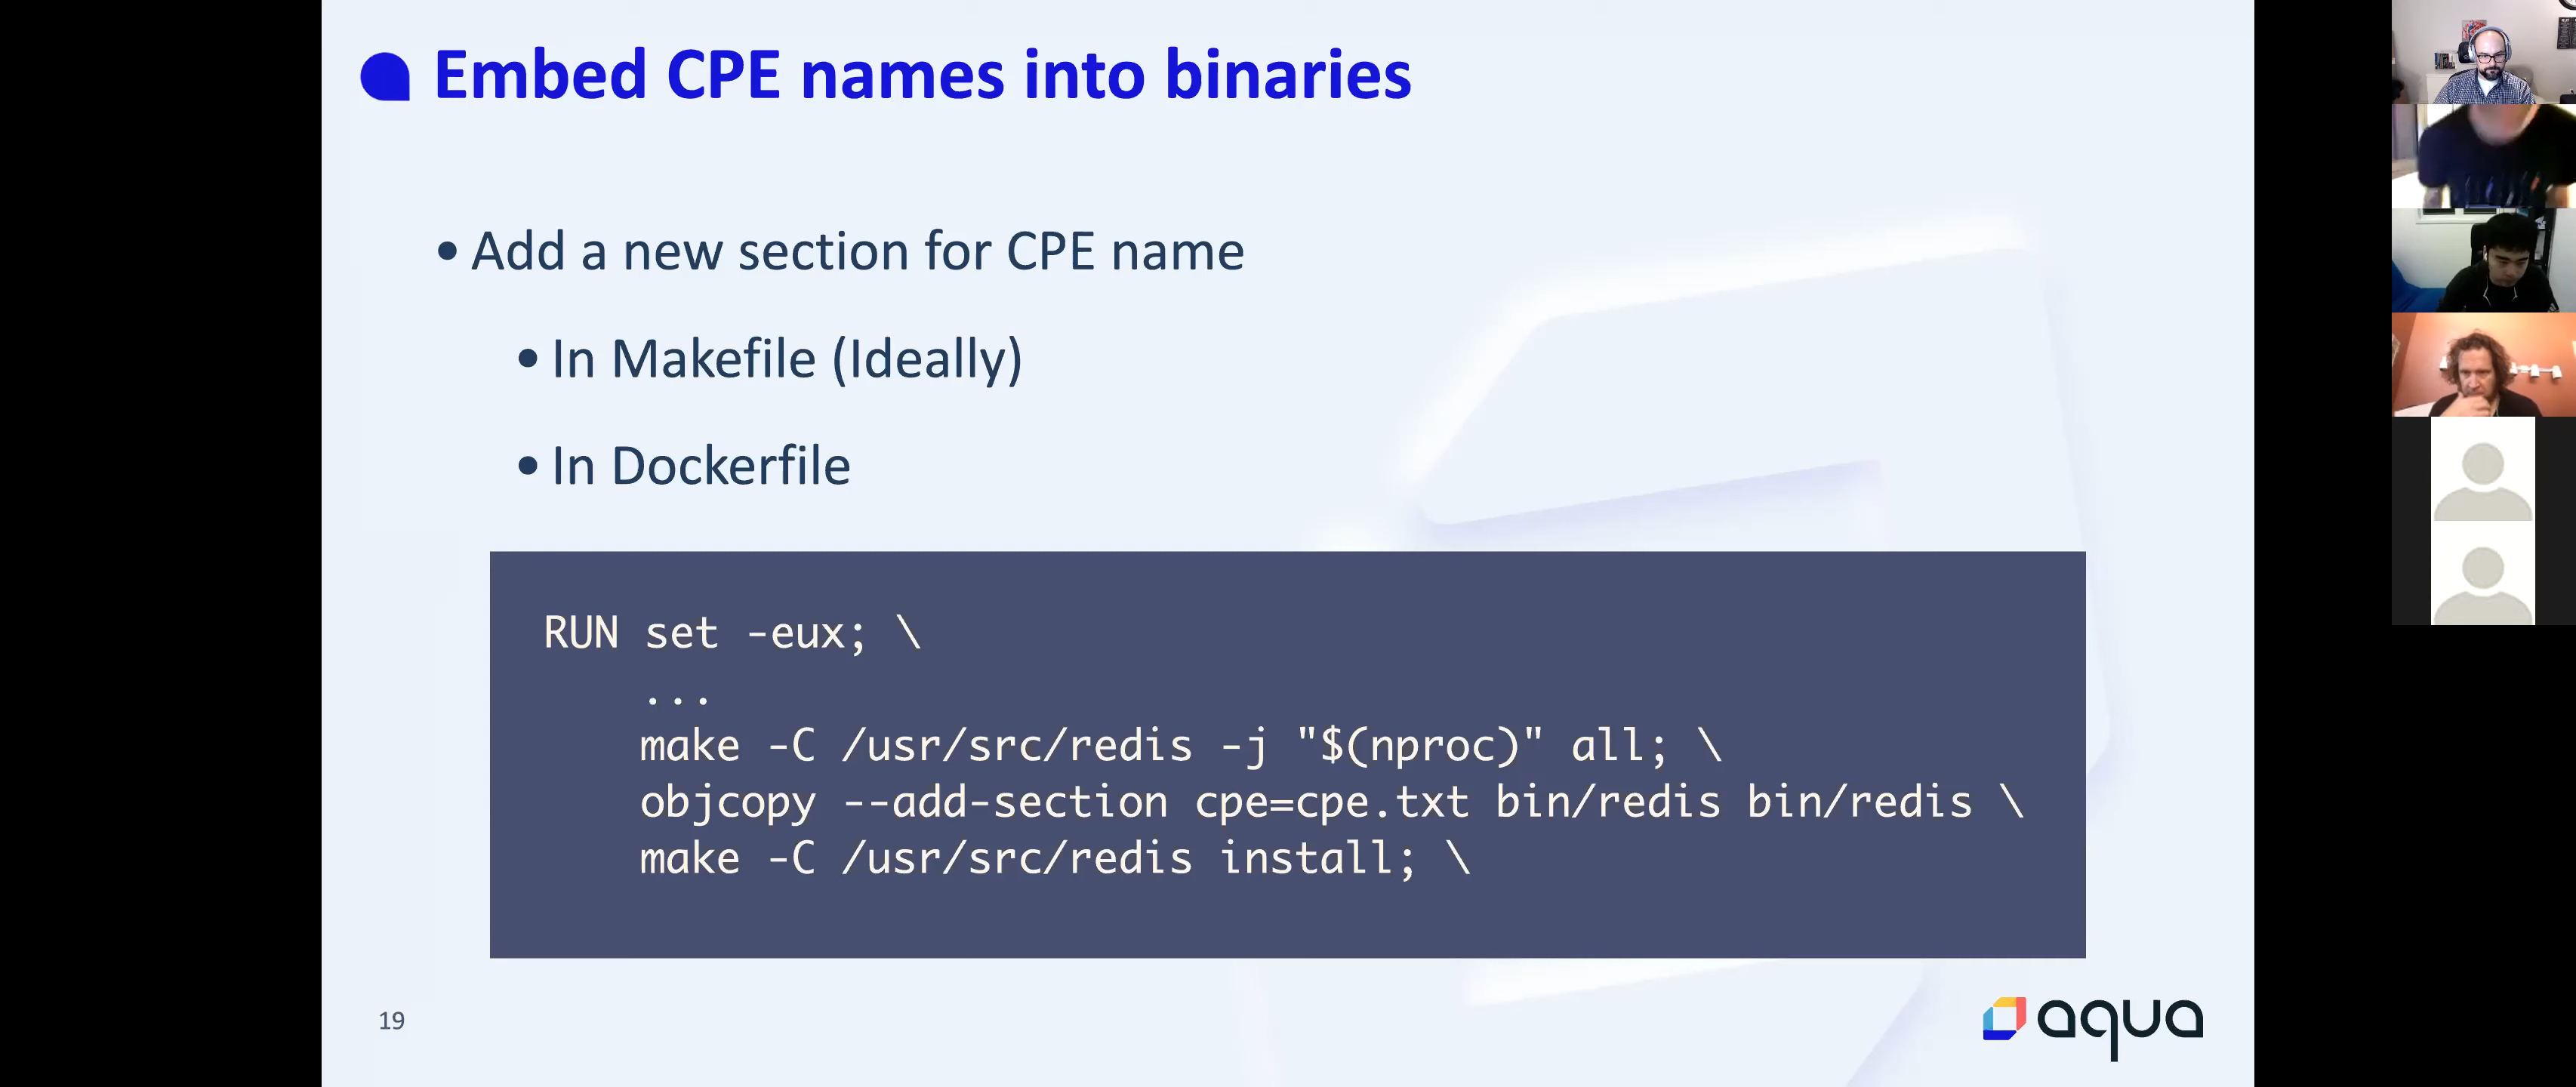 Embed CPE names into binaries
• Add a new section for CPE name
• In Makefile (Ideally)
• In Dockerfile
RUN set -eux; \
...
make -C /usr/src/redis -j "$(nproc)" all; \
objcopy --add-section cpe=cpe.txt bin/redis bin/redis \
make -C /usr/src/redis install; \
19
aqua